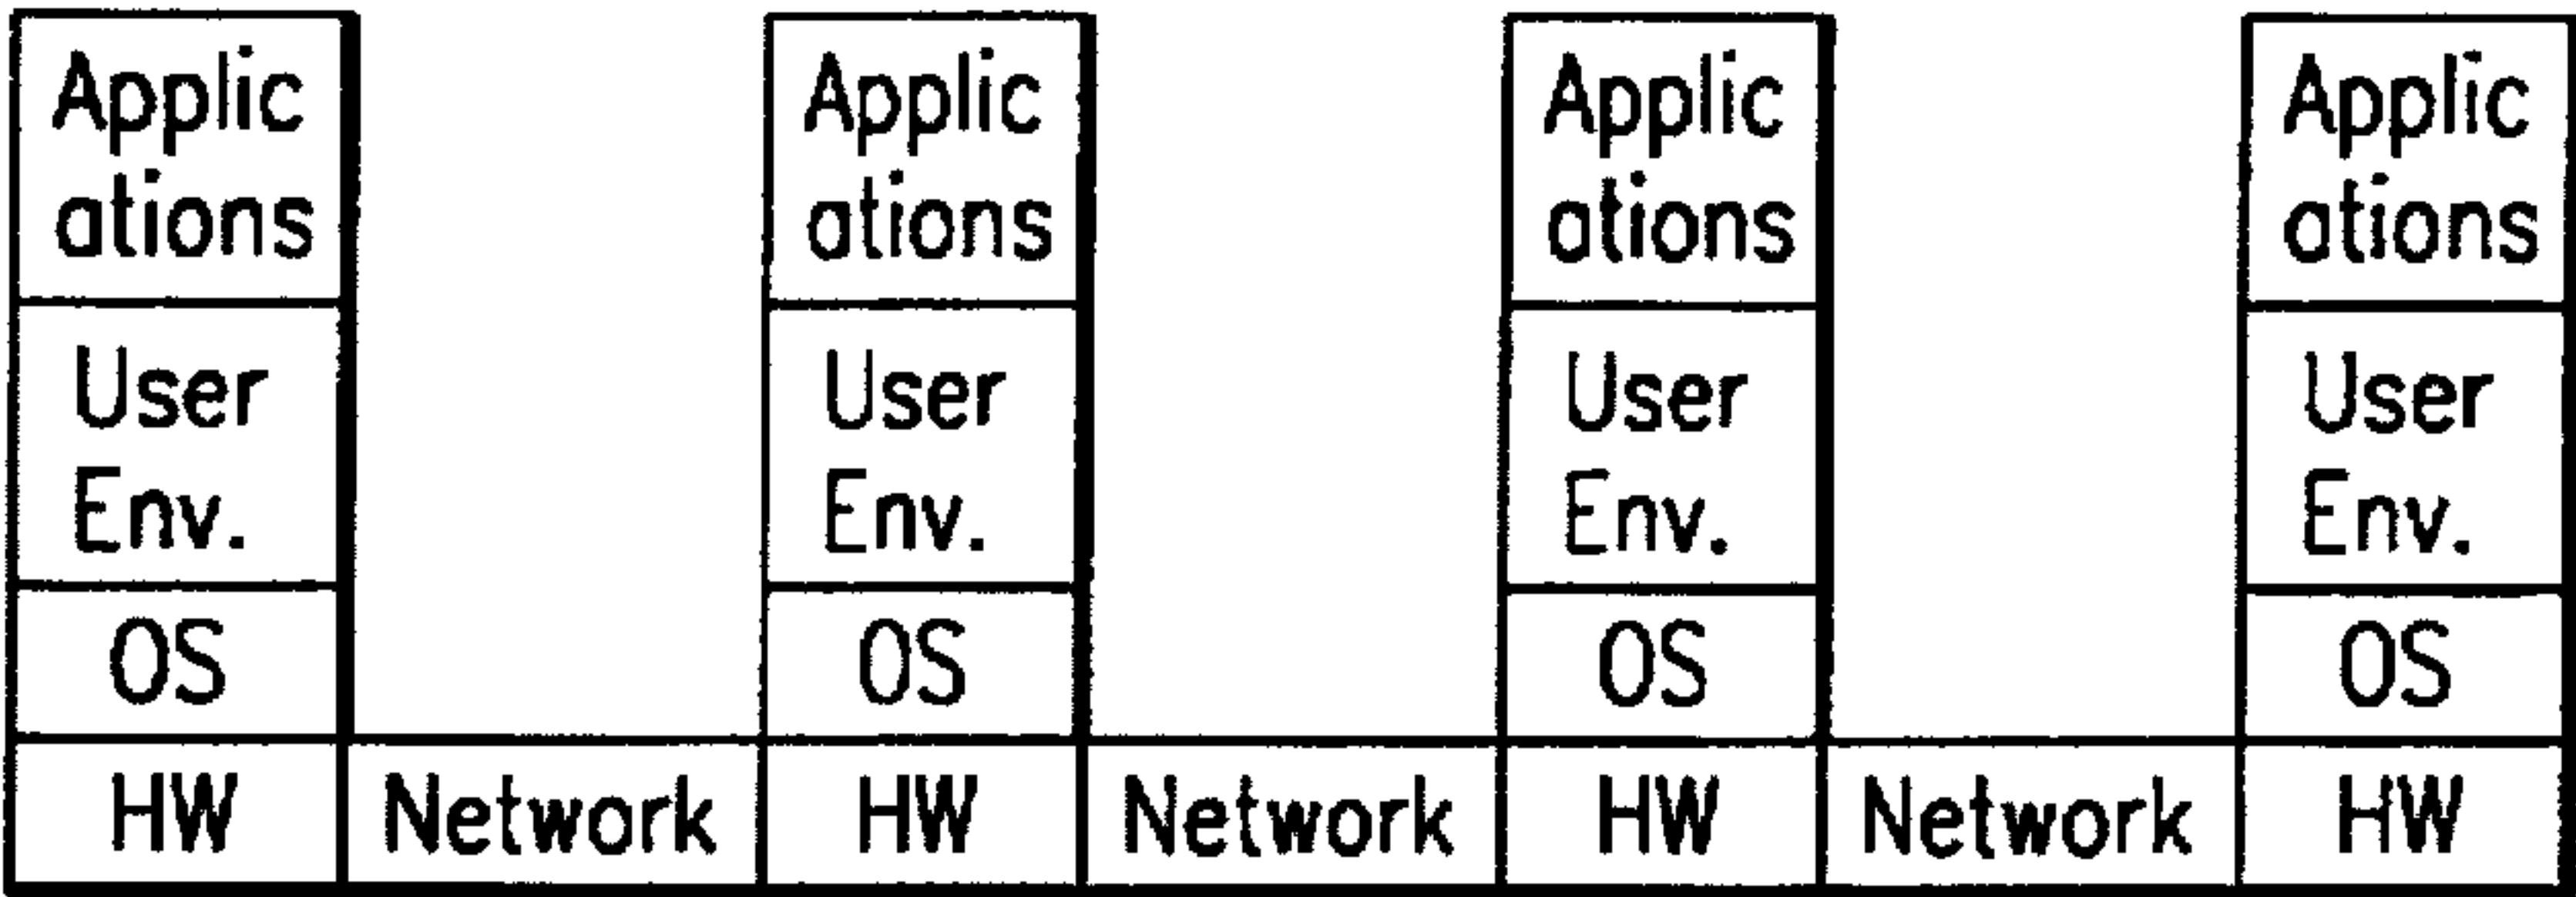 Applic
ations
User
Env.
OS
HW
Network
Applic
ations
User
Env.
OS
HW
Network
Applic
ations
User
Env.
OS
HW
Network
Applic
ations
User
Env.
OS
HW